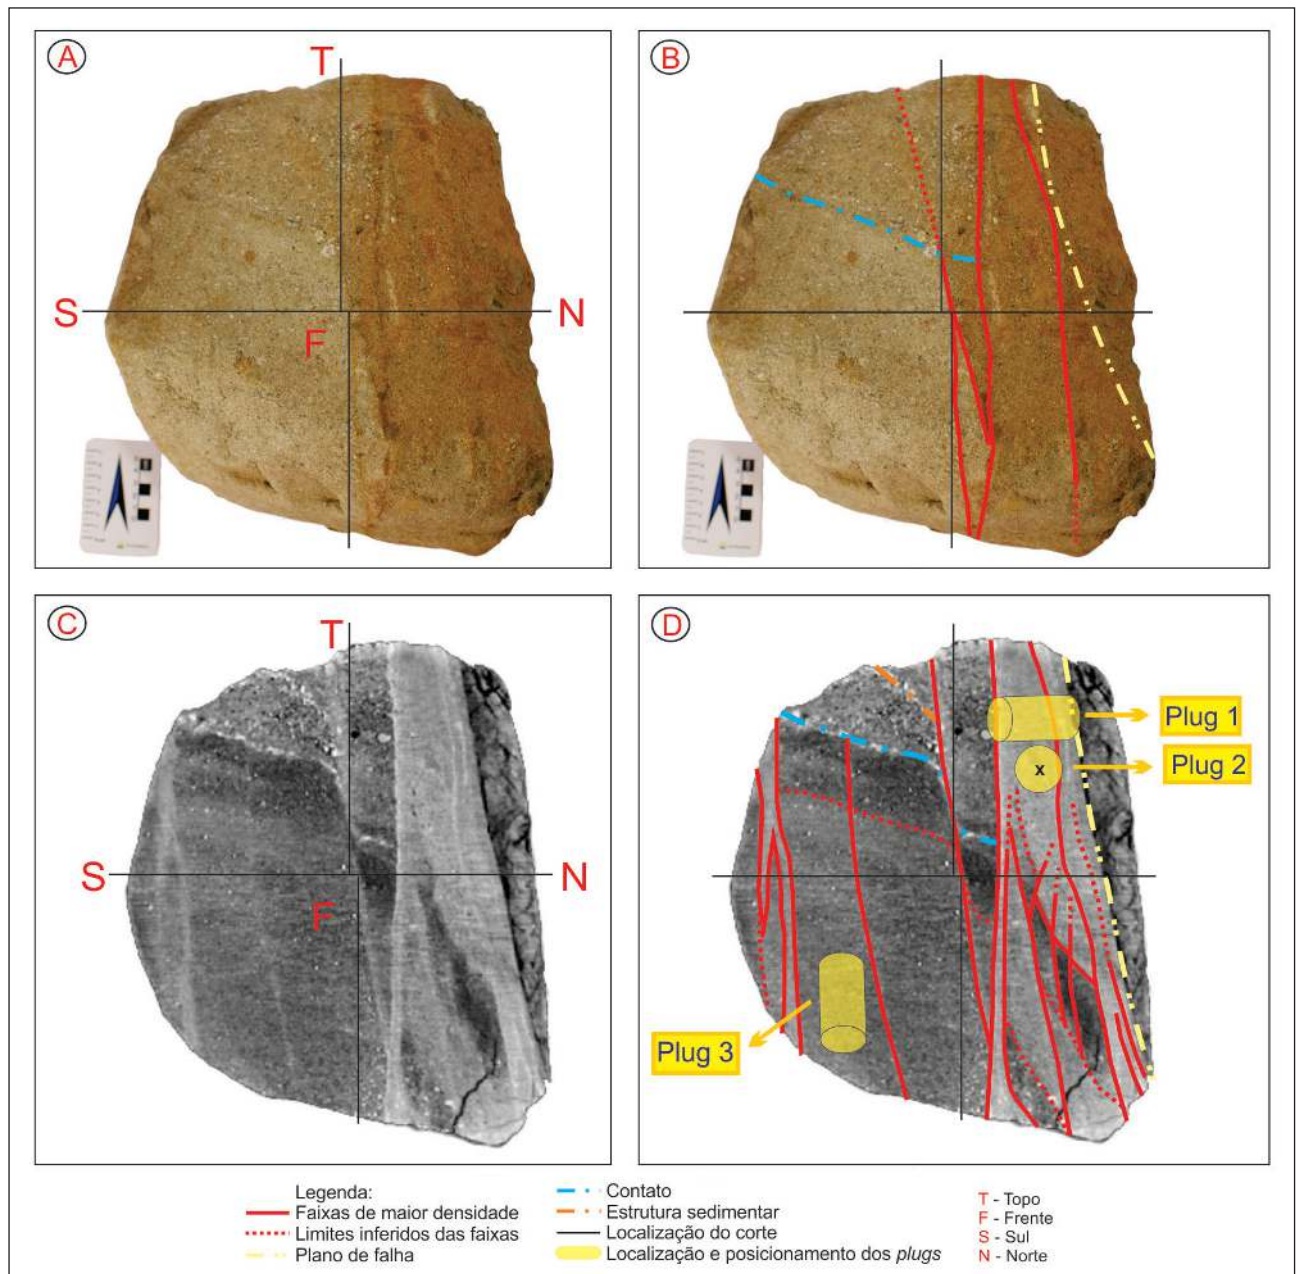 A
T
S
N
F
B
C
T
S
N
F
D
Plug 1
Plug 2
x
Plug 3
Legenda:
Faixas de maior densidade
Limites inferidos das faixas
Plano de falha
Contato
Estrutura sedimentar
Localização do corte
Localização e posicionamento dos plugs
T - Topo
F - Frente
S - Sul
N - Norte